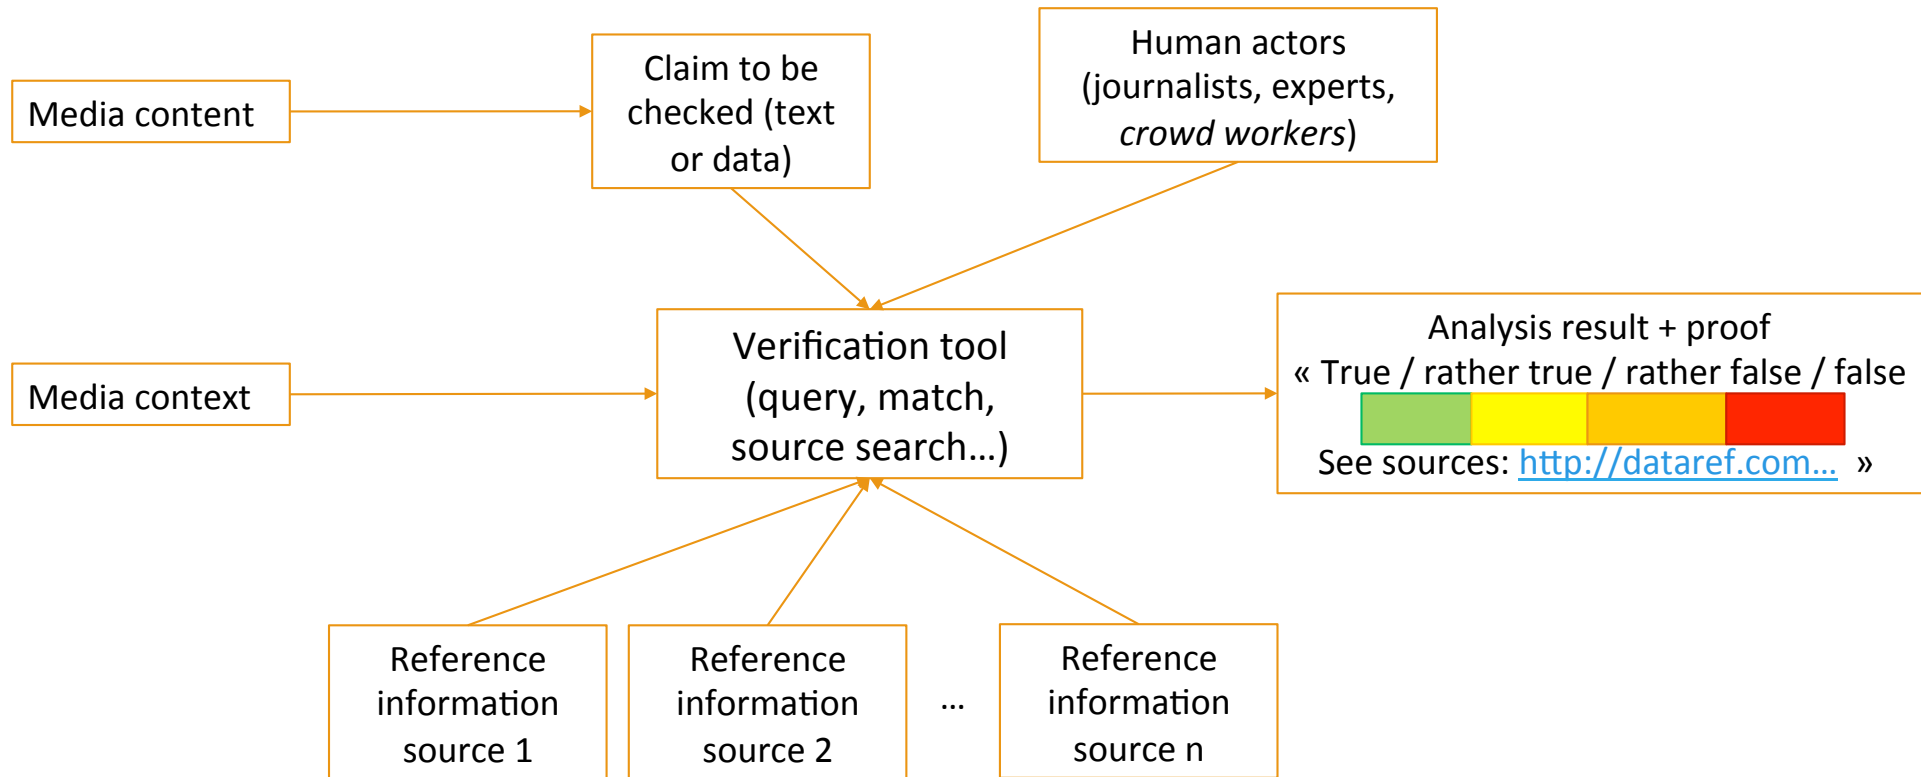 Media content
Claim to be
checked (text
or data)
Human actors
(journalists, experts,
crowd workers)
Media context
Verification tool
(query, match,
source search…)
Analysis result + proof
« True / rather true / rather false / false
See sources: http://dataref.com… »
Reference
information
source 1
Reference
information
source 2
…
Reference
information
source n